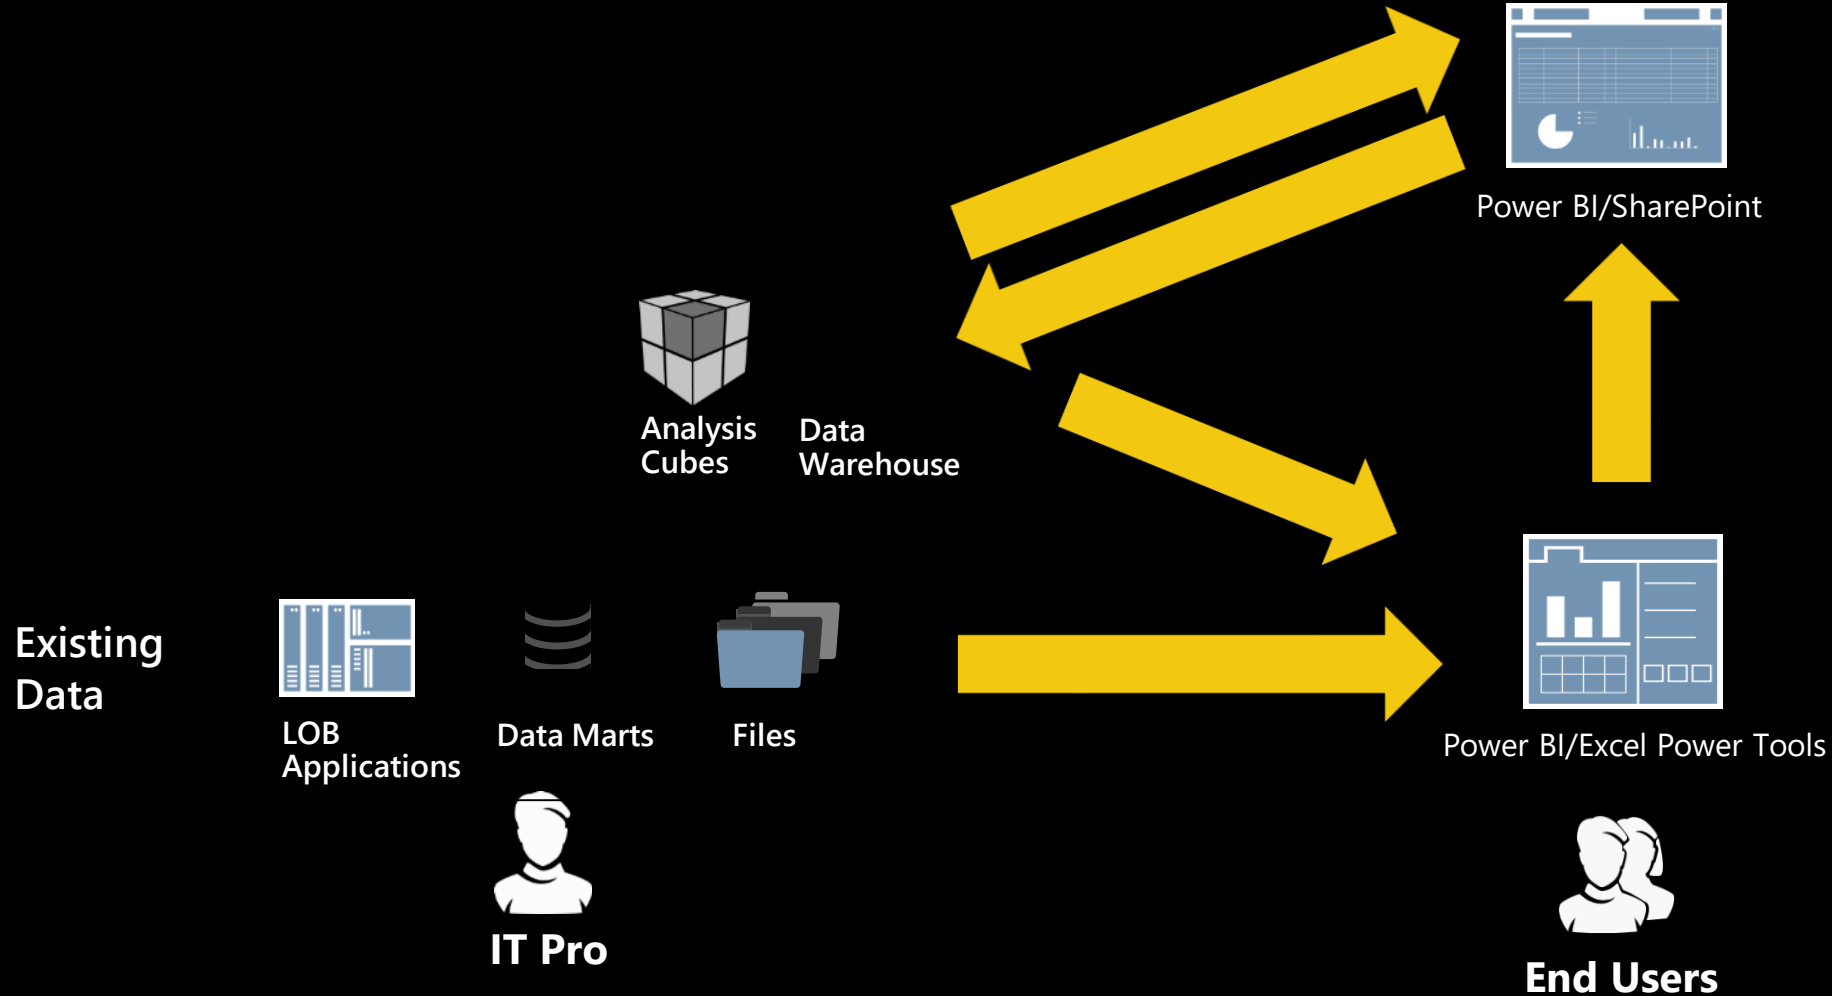 Power BI/SharePoint
Analysis
Cubes
Data
Warehouse
Existing
Data
LOB
Applications
Data Marts
Files
Power BI/Excel Power Tools
IT Pro
End Users